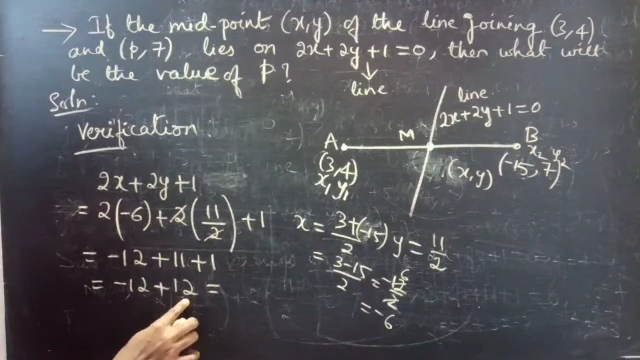 → If the mid-point (x,y) of the line joining (3,4)
and (P,7) lies on 2x+2y+1=0, then what will
be the value of P?
line
Soln:
Verification
line
2x+2y+1=0
A
M
B
(3,4)
x₁ y₁
(x,y)
x₂ y₂
(-15, 7)
2x+2y+1
= 2(-6)+2(11/2)+1
= -12+11+1
= -12+12 =
x = 3+(-15)/2
= 3-15/2
y = 11/2